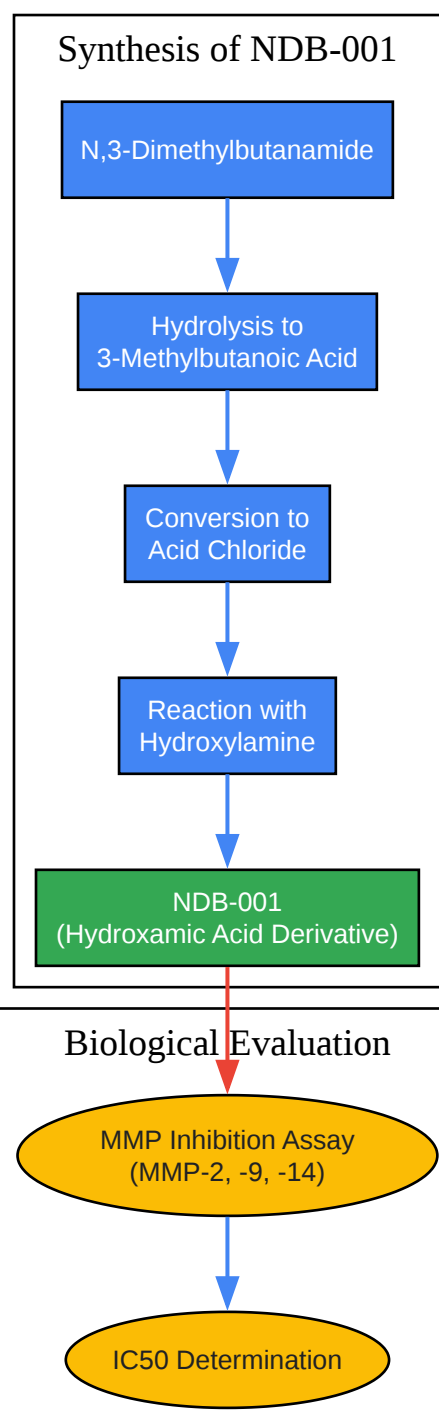 Synthesis of NDB-001
N,3-Dimethylbutanamide
Hydrolysis to
3-Methylbutanoic Acid
Conversion to
Acid Chloride
Reaction with
Hydroxylamine
NDB-001
(Hydroxamic Acid Derivative)
Biological Evaluation
MMP Inhibition Assay
(MMP-2, -9, -14)
IC50 Determination